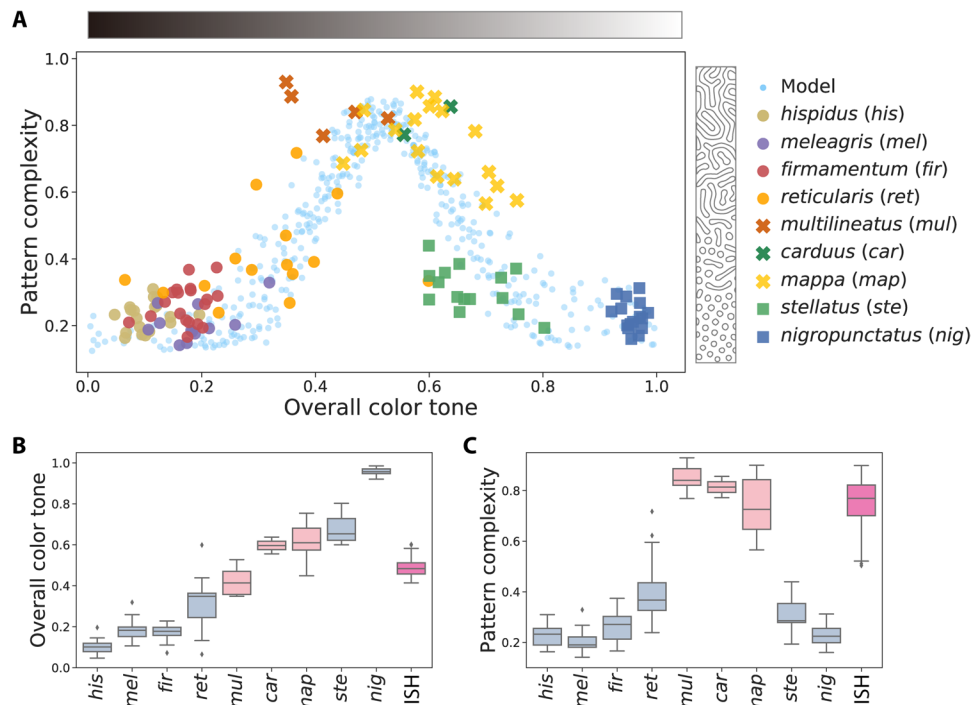 A
1.0
0.8
0.6
0.4
0.2
Pattern complexity
0.0 0.2 0.4 0.6 0.8 1.0
Overall color tone
Model
hispidus (his)
meleagris (mel)
firmamentum (fir)
reticularis (ret)
multilineatus (mul)
carduus (car)
mappa (map)
stellatus (ste)
nigropunctatus (nig)
B
1.0
0.8
0.6
0.4
0.2
0.0
Overall color tone
his mel fir ret mul car map ste nig ISH
C
0.8
0.6
0.4
0.2
Pattern complexity
his mel fir ret mul car map ste nig ISH